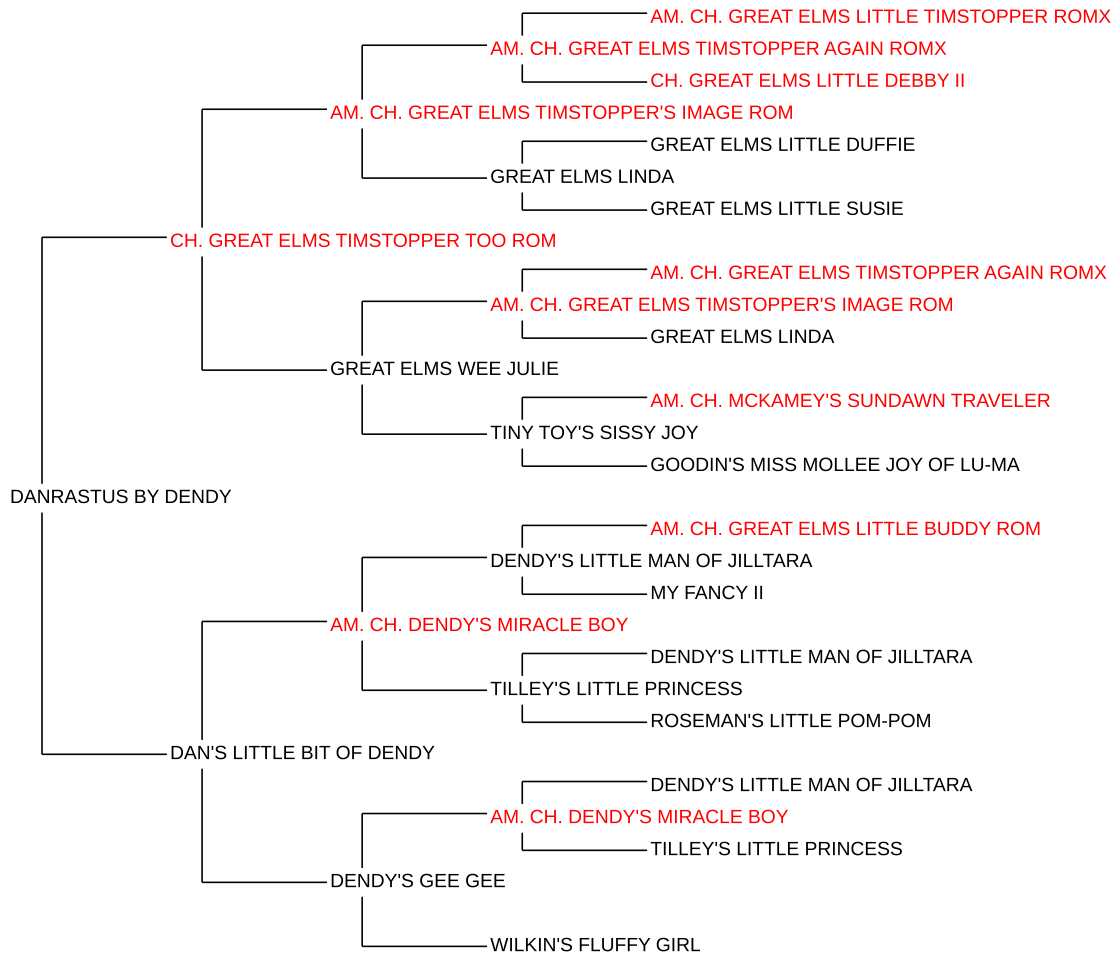 AM. CH. GREAT ELMS LITTLE TIMSTOPPER ROMX
AM. CH. GREAT ELMS TIMSTOPPER AGAIN ROMX
CH. GREAT ELMS LITTLE DEBBY II
AM. CH. GREAT ELMS TIMSTOPPER'S IMAGE ROM
GREAT ELMS LITTLE DUFFIE
GREAT ELMS LINDA
GREAT ELMS LITTLE SUSIE
CH. GREAT ELMS TIMSTOPPER TOO ROM
AM. CH. GREAT ELMS TIMSTOPPER AGAIN ROMX
AM. CH. GREAT ELMS TIMSTOPPER'S IMAGE ROM
GREAT ELMS LINDA
GREAT ELMS WEE JULIE
AM. CH. MCKAMEY'S SUNDAWN TRAVELER
TINY TOY'S SISSY JOY
GOODIN'S MISS MOLLEE JOY OF LU-MA
DANRASTUS BY DENDY
AM. CH. GREAT ELMS LITTLE BUDDY ROM
DENDY'S LITTLE MAN OF JILLTARA
MY FANCY II
AM. CH. DENDY'S MIRACLE BOY
DENDY'S LITTLE MAN OF JILLTARA
TILLEY'S LITTLE PRINCESS
ROSEMAN'S LITTLE POM-POM
DAN'S LITTLE BIT OF DENDY
DENDY'S LITTLE MAN OF JILLTARA
AM. CH. DENDY'S MIRACLE BOY
TILLEY'S LITTLE PRINCESS
DENDY'S GEE GEE
WILKIN'S FLUFFY GIRL